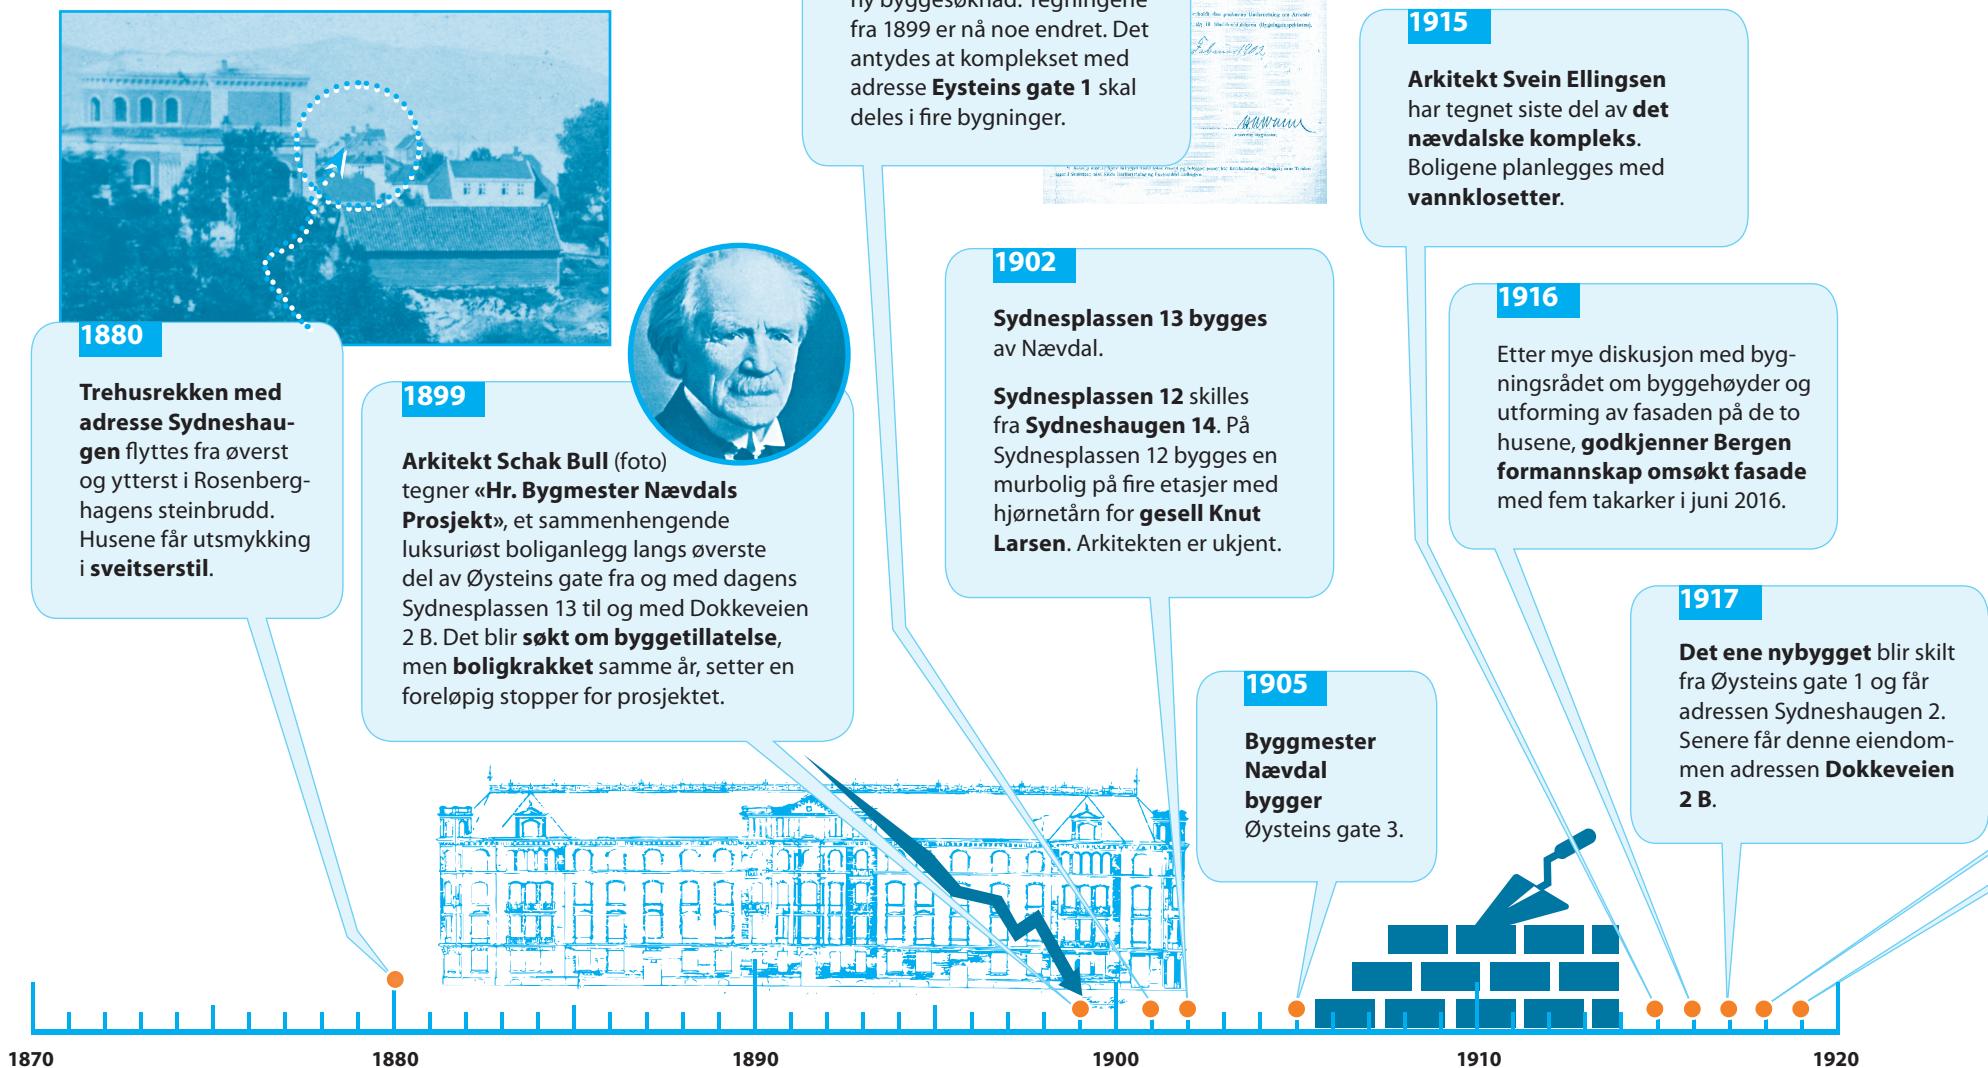 1880
Trehusrekken med
adresse Sydneshau-
gen flyttes fra øverst
og ytterst i Rosenberg-
hagens steinbrudd.
Husene får utsmykking
i sveitserstil.
1899
Arkitekt Schak Bull (foto)
tegner «Hr. Bygmester Nævdals
Prosjekt», et sammenhengende
luksuriøst boliganlegg langs øverste
del av Øysteins gate fra og med dagens
Sydnesplassen 13 til og med Dokkeveien
2 B. Det blir søkt om byggetillatelse,
men boligkrakket samme år, setter en
foreløpig stopper for prosjektet.
ny byggesøknad. Tegningene
fra 1899 er nå noe endret. Det
antydes at komplekset med
adresse Eysteins gate 1 skal
deles i fire bygninger.
1902
Sydnesplassen 13 bygges
av Nævdal.
Sydnesplassen 12 skilles
fra Sydneshaugen 14. På
Sydnesplassen 12 bygges en
murbolig på fire etasjer med
hjørnetårn for gesell Knut
Larsen. Arkitekten er ukjent.
1905
Byggmester
Nævdal
bygger
Øysteins gate 3.
1915
Arkitekt Svein Ellingsen
har tegnet siste del av det
nævdalske kompleks.
Boligene planlegges med
vannklosetter.
1916
Etter mye diskusjon med byg-
ningsrådet om byggehøyder og
utforming av fasaden på de to
husene, godkjenner Bergen
formannskap omsøkt fasade
med fem takarker i juni 2016.
1917
Det ene nybygget blir skilt
fra Øysteins gate 1 og får
adressen Sydneshaugen 2.
Senere får denne eiendom-
men adressen Dokkeveien
2 B.
1870 1880 1890 1900 1910 1920